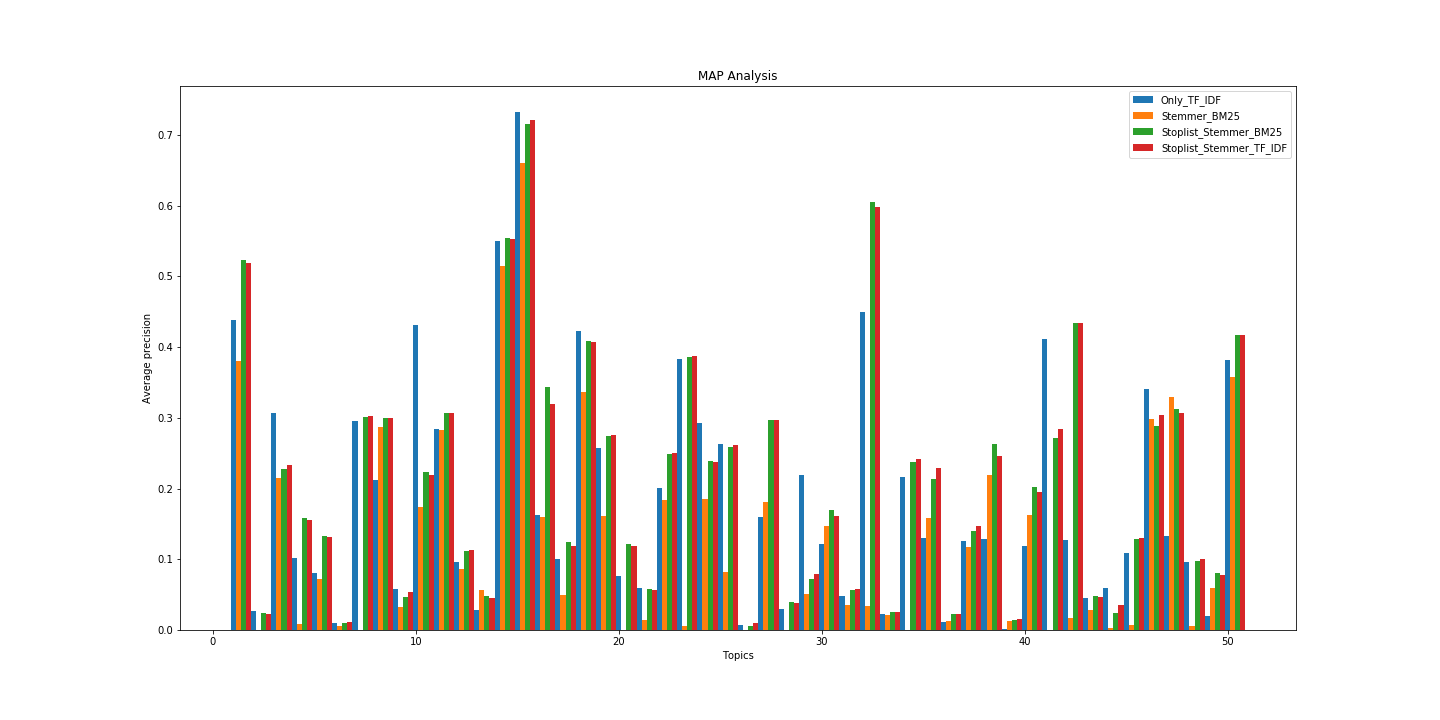 MAP Analysis
Only_TF_IDF
Stemmer_BM25
Stoplist_Stemmer_BM25
Stoplist_Stemmer_TF_IDF
Average precision
0.7
0.6
0.5
0.4
0.3
0.2
0.1
0.0
0 10 20 30 40 50
Topics